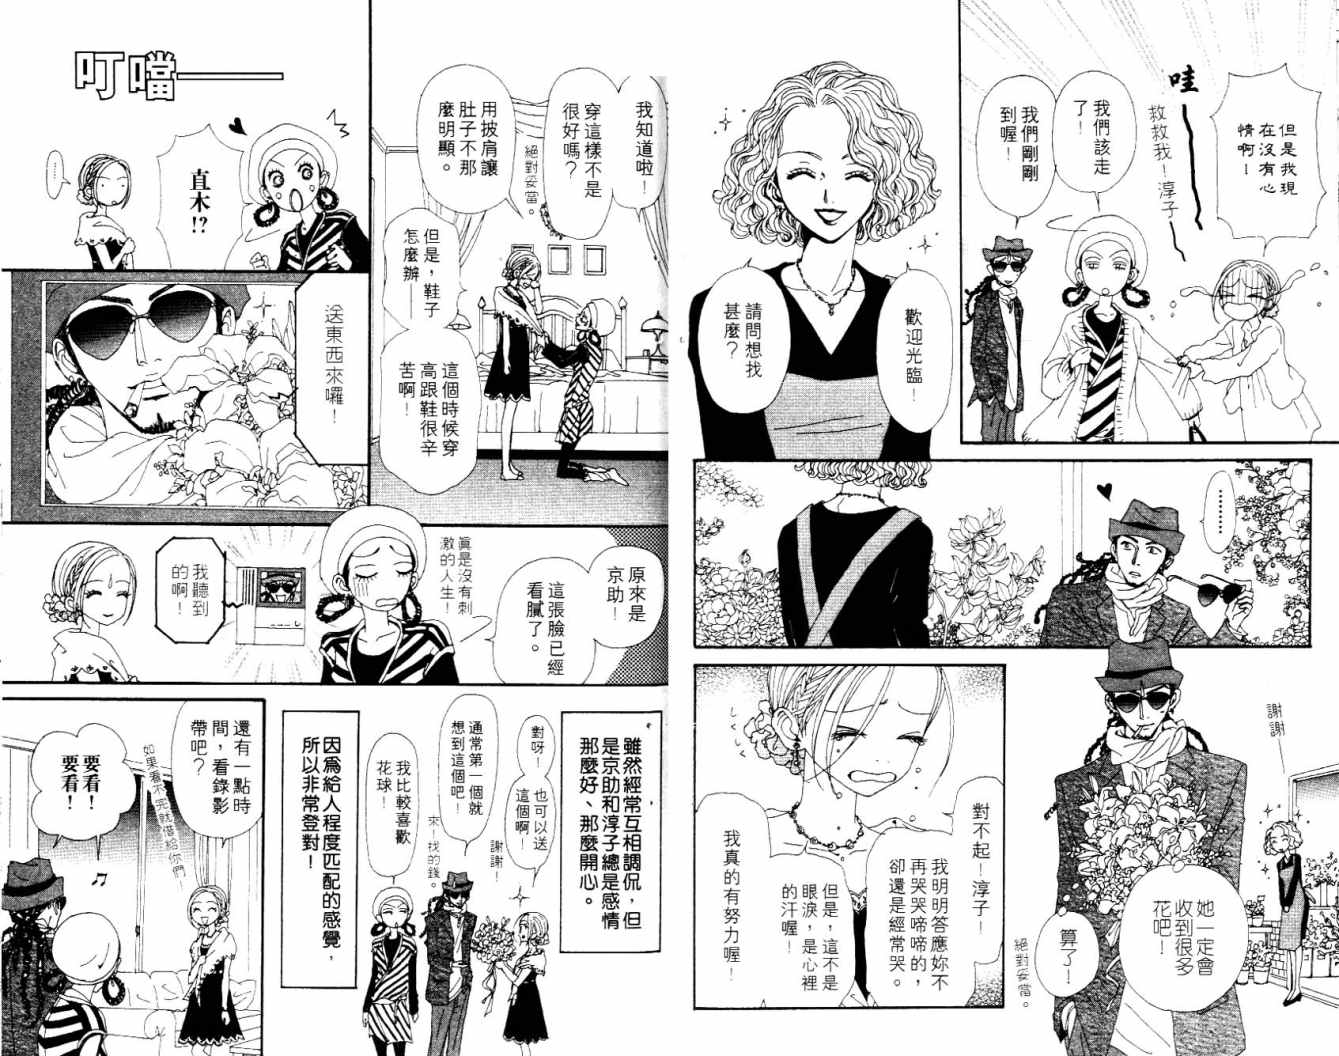 但是我現
在沒有心
情啊！
哇
救救我！淳子
我們該走
了！
我們剛剛
到喔！
歡迎光臨！
請問想找
甚麼？
………
謝謝
她一定會
收到很多
花吧！
算了！
絕對妥當。
對不起！淳子！
我明明答應妳不
再哭哭啼啼的，
卻還是經常哭。
但是，這不是
眼淚，是心裡
的汗喔！
我真的有努力喔！
我知道啦！
穿這樣不是
很好嗎？
絕對妥當。
用披肩讓
肚子不那
麼明顯。
但是，鞋子
怎麼辦——
這個時候穿
高跟鞋很辛
苦啊！
叮噹——
直木!?
……
送東西來囉！
原來是
京助！
這張臉已經
看膩了。
真是沒有刺
激的人生！
我聽到
的啊！
雖然經常互相調侃，但
是京助和淳子總是感情
那麼好、那麼開心。
對呀！
也可以送
這個啊！
通常第一個就
想到這個吧！
謝謝！
我比較喜歡
花球！
來！找的錢。
因為給人程度匹配的感覺，
所以非常登對！
還有一點時
間，看錄影
帶吧？
如果看不完就借給你們！
要看！
要看！